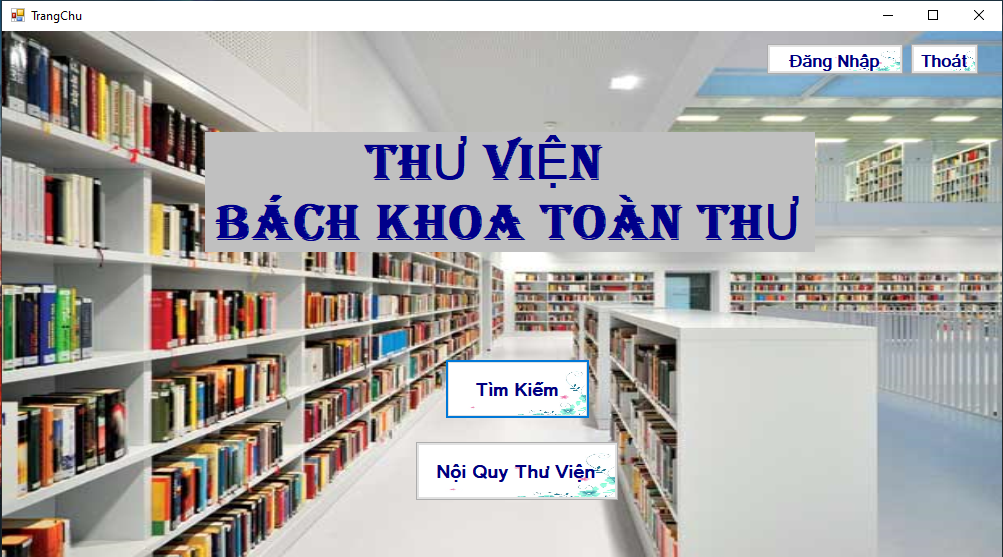 TrangChu
Đăng Nhập
Thoát
THƯ VIỆN
BÁCH KHOA TOÀN THƯ
Tìm Kiếm
Nội Quy Thư Viện